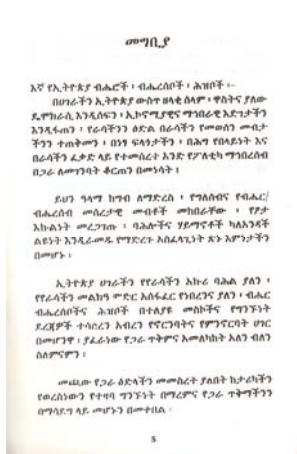 መግቢያ
እኛ የኢትዮጵያ ብሔሮች ፣ ብሔረሰቦች ፣ ሕዝቦች ፡-
በሀገራችን ኢትዮጵያ ውስጥ ዘላቂ ሰላም ፣ ዋስትና ያለው
ዴሞክራሲ እንዲሰፍን ፣ ኢኮኖሚያዊና ማኅበራዊ እድገታችን
እንዲፋጠን ፣ የራሳችንን ዕድል በራሳችን የመወሰን መብታ
ችንን ተጠቅመን ፣ በነፃ ፍላጎታችን ፣ በሕግ የበላይነት እና
በራሳችን ፈቃድ ላይ የተመሰረተ አንድ የፖለቲካ ማኅበረሰብ
በጋራ ለመገንባት ቆርጠን በመነሳት ፣
ይህን ዓላማ ከግብ ለማድረስ ፣ የግለሰብና የብሔር/
ብሔረሰብ መሰረታዊ መብቶች መከበራቸው ፣ የፆታ
እኩልነት መረጋገጡ ፣ ባሕሎችና ሃይማኖቶች ካለአንዳች
ልዩነት እንዲራመዱ የማድረጉ አስፈላጊነት ጽኑ እምነታችን
በመሆኑ ፣
ኢትዮጵያ ሀገራችን የየራሳችን አኩሪ ባሕል ያለን ፣
የየራሳችን መልክዓ ምድር አሰፋፈር የነበረንና ያለን ፣ ብሔር
ብሔረሰቦችና ሕዝቦች በተለያዩ መስኮችና የግንኙነት
ደረጃዎች ተሳስረን አብረን የኖርንባትና የምንኖርባት ሀገር
በመሆንዋ ፣ ያፈራነው የጋራ ጥቅምና አመለካከት አለን ብለን
ስለምናምን ፣
መጪው የጋራ ዕድላችን መመስረት ያለበት ከታሪካችን
የወረስነውን የተዛባ ግንኙነት በማረምና የጋራ ጥቅማችንን
በማሳደግ ላይ መሆኑን በመቀበል
5